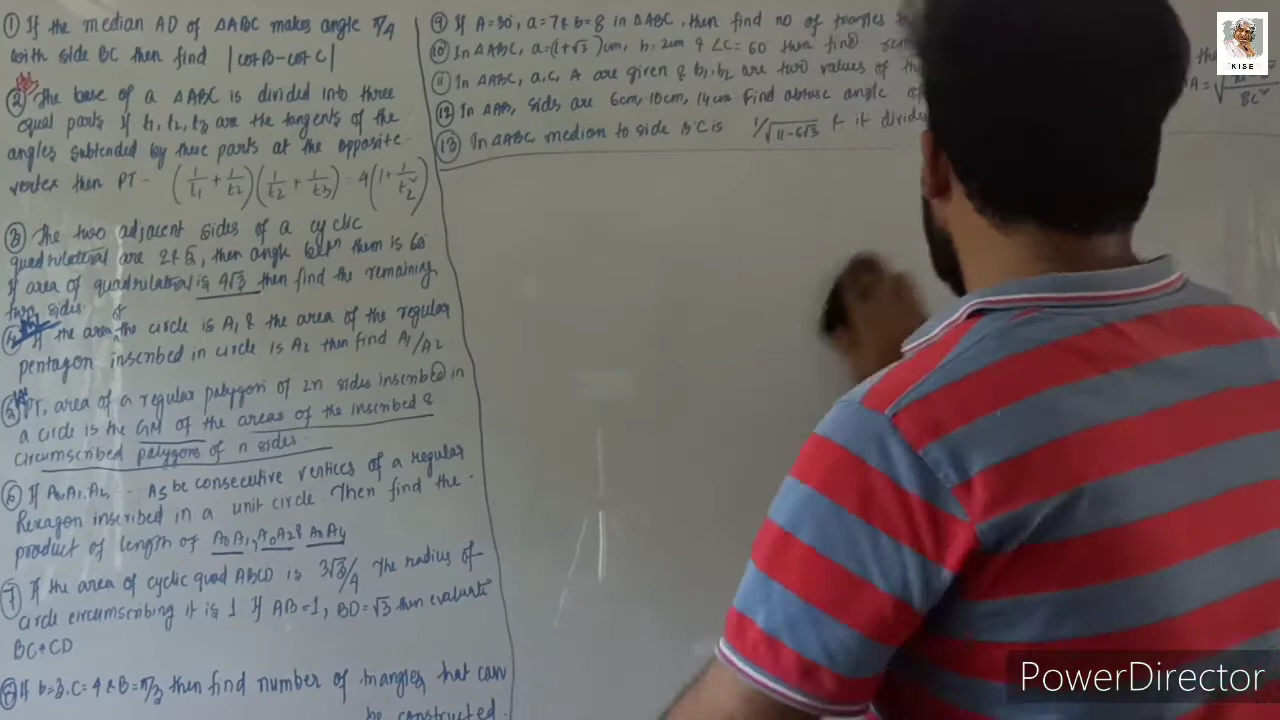 ① If the median AD of ΔABC makes angle π/4
with side BC then find |cot B - cot C|
② The base of a ΔABC is divided into three
equal parts If t1, t2, t3 are the tangents of the
angles subtended by these parts at the opposite
vertex then PT - (1/t1 + 1/t2)(1/t2 + 1/t3) = 4(1 + 1/t2²)
③ The two adjacent sides of a cyclic
quadrilateral are 2 & 5, then angle betn them is 60°
If area of quadrilateral is 4√3 then find the remaining
two sides.
④ If the area of the circle is A1 & the area of the regular
pentagon inscribed in circle is A2 then find A1/A2
⑤ PT, area of a regular polygon of 2n sides inscribed in
a circle is the GM of the areas of the inscribed &
circumscribed polygons of n sides.
⑥ If A0, A1, A2, .. A5 be consecutive vertices of a regular
Hexagon inscribed in a unit circle. Then find the
product of length of A0A1, A0A2 & A0A4
⑦ If the area of cyclic quad ABCD is 3√3/4 The radius of
circle circumscribing it is 1. If AB=1, BD=√3 then evaluate
BC•CD
⑧ If b=3, c=4 & B=π/3 then find number of triangles that can
be constructed.
⑨ If A=30°, a=7 & b=8 in ΔABC. then find no of triangles
⑩ In ΔABC, a=(1+√3)cm, b=2cm & ∠C=60° then find
⑪ In ΔABC, a,c, A are given & b1,b2 are two values of
⑫ In sides are 6cm, 10cm, 14cm find obtuse angle
⑬ In ΔABC median to side BC is 1/√(11-6√3) & it divides
the
8c²
KISE
PowerDirector